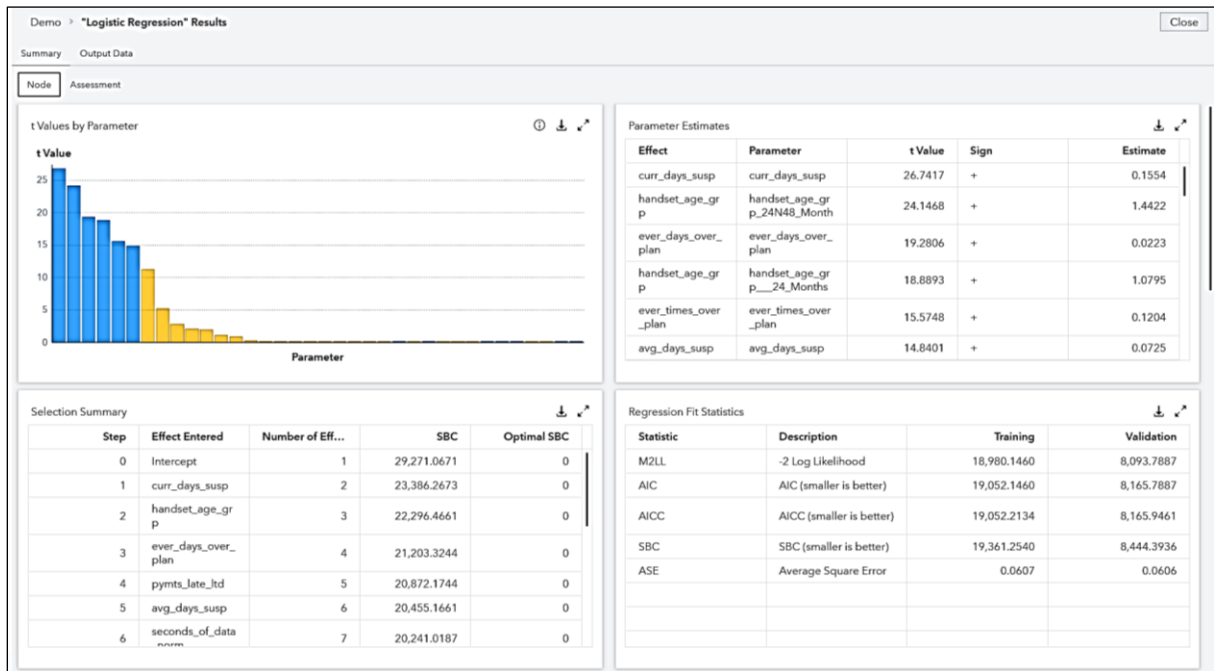 Demo > "Logistic Regression" Results
Close
Summary Output Data
Node Assessment
t Values by Parameter
t Value
25
20
15
10
5
0
Parameter
Parameter Estimates
Effect Parameter t Value Sign Estimate
curr_days_susp curr_days_susp 26.7417 + 0.1554
handset_age_gr handset_age_gr
p p_24N48_Month 24.1468 + 1.4422
ever_days_over_ ever_days_over_
plan plan 19.2806 + 0.0223
handset_age_gr handset_age_gr
p p___24_Months 18.8893 + 1.0795
ever_times_over ever_times_over
_plan _plan 15.5748 + 0.1204
avg_days_susp avg_days_susp 14.8401 + 0.0725
Selection Summary
Step Effect Entered Number of Eff... SBC Optimal SBC
0 Intercept 1 29,271.0671 0
1 curr_days_susp 2 23,386.2673 0
2 handset_age_gr 3 22,296.4661 0
p
3 ever_days_over_ 4 21,203.3244 0
plan
4 pymts_late_ltd 5 20,872.1744 0
5 avg_days_susp 6 20,455.1661 0
6 seconds_of_data 7 20,241.0187 0
_norm
Regression Fit Statistics
Statistic Description Training Validation
M2LL -2 Log Likelihood 18,980.1460 8,093.7887
AIC AIC (smaller is better) 19,052.1460 8,165.7887
AICC AICC (smaller is better) 19,052.2134 8,165.9461
SBC SBC (smaller is better) 19,361.2540 8,444.3936
ASE Average Square Error 0.0607 0.0606